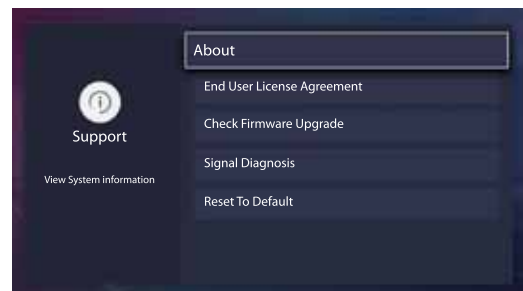 Support
View System information
About
End User License Agreement
Check Firmware Upgrade
Signal Diagnosis
Reset To Default